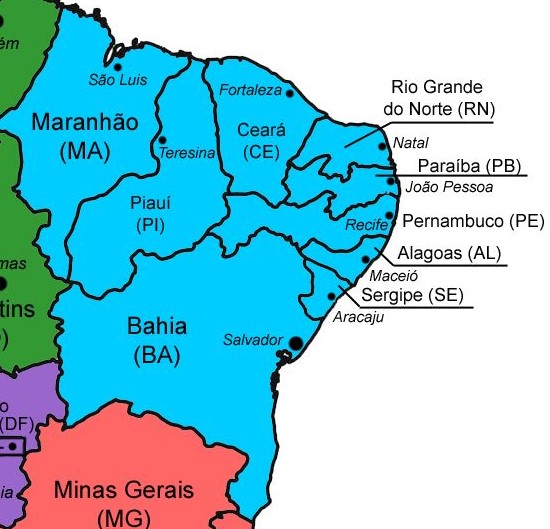 ém
São Luis
Fortaleza
Rio Grande
do Norte (RN)
Maranhão
(MA)
Ceará
(CE)
Natal
Teresina
Paraíba (PB)
João Pessoa
Piauí
(PI)
Recife
Pernambuco (PE)
Alagoas (AL)
mas
Maceió
Sergipe (SE)
tins
)
Aracaju
Bahia
(BA)
Salvador
o
(DF)
ia
Minas Gerais
(MG)